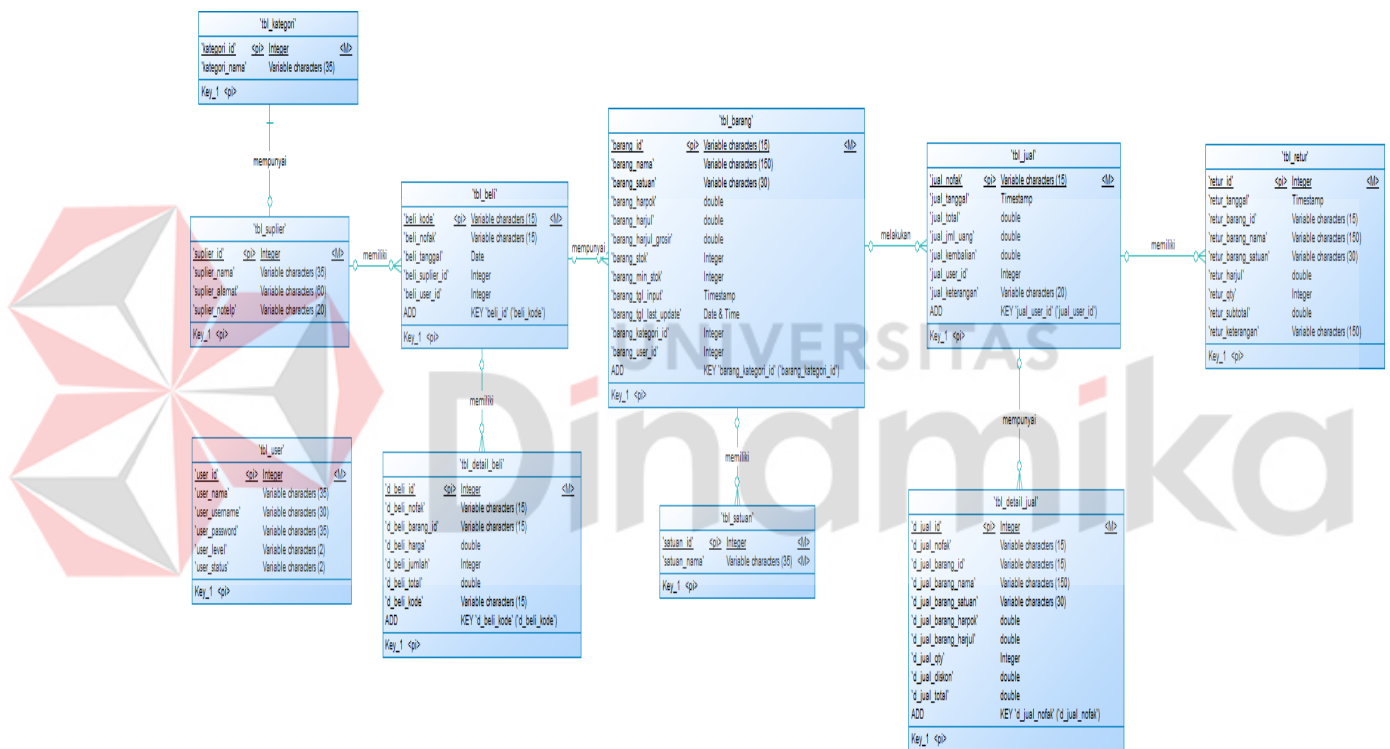 'tbl_kategori'
'kategori_id' <pi> Integer <M>
'kategori_nama' Variable characters (35)
Key_1 <pi>
mempunyai
'tbl_suplier'
'suplier_id' <pi> Integer <M>
'suplier_nama' Variable characters (35)
'suplier_alamat' Variable characters (60)
'suplier_notelp' Variable characters (20)
Key_1 <pi>
memiliki
'tbl_beli'
'beli_kode' <pi> Variable characters (15) <M>
'beli_nofak' Variable characters (15)
'beli_tanggal' Date
'beli_suplier_id' Integer
'beli_user_id' Integer
ADD KEY 'beli_id' ('beli_kode')
Key_1 <pi>
mempunyai
'tbl_barang'
'barang_id' <pi> Variable characters (15) <M>
'barang_nama' Variable characters (150)
'barang_satuan' Variable characters (30)
'barang_harpok' double
'barang_harjul' double
'barang_harjul_grosir' double
'barang_stok' Integer
'barang_min_stok' Integer
'barang_tgl_input' Timestamp
'barang_tgl_last_update' Date & Time
'barang_kategori_id' Integer
'barang_user_id' Integer
ADD KEY 'barang_kategori_id' ('barang_kategori_id')
Key_1 <pi>
melakukan
'tbl_jual'
'jual_nofak' <pi> Variable characters (15) <M>
'jual_tanggal' Timestamp
'jual_total' double
'jual_jml_uang' double
'jual_kembalian' double
'jual_user_id' Integer
'jual_keterangan' Variable characters (20)
ADD KEY 'jual_user_id' ('jual_user_id')
Key_1 <pi>
memiliki
'tbl_retur'
'retur_id' <pi> Integer <M>
'retur_tanggal' Timestamp
'retur_barang_id' Variable characters (15)
'retur_barang_nama' Variable characters (150)
'retur_barang_satuan' Variable characters (30)
'retur_harjul' double
'retur_qty' Integer
'retur_subtotal' double
'retur_keterangan' Variable characters (150)
Key_1 <pi>
UNIVERSITAS
Dinamika
'tbl_user'
'user_id' <pi> Integer <M>
'user_nama' Variable characters (35)
'user_username' Variable characters (30)
'user_password' Variable characters (35)
'user_level' Variable characters (2)
'user_status' Variable characters (2)
Key_1 <pi>
memiliki
'tbl_detail_beli'
'd_beli_id' <pi> Integer <M>
'd_beli_nofak' Variable characters (15)
'd_beli_barang_id' Variable characters (15)
'd_beli_harga' double
'd_beli_jumlah' Integer
'd_beli_total' double
'd_beli_kode' Variable characters (15)
ADD KEY 'd_beli_kode' ('d_beli_kode')
Key_1 <pi>
memiliki
'tbl_satuan'
'satuan_id' <pi> Integer <M>
'satuan_nama' Variable characters (35) <M>
Key_1 <pi>
mempunyai
'tbl_detail_jual'
'd_jual_id' <pi> Integer <M>
'd_jual_nofak' Variable characters (15)
'd_jual_barang_id' Variable characters (15)
'd_jual_barang_nama' Variable characters (150)
'd_jual_barang_satuan' Variable characters (30)
'd_jual_barang_harpok' double
'd_jual_barang_harjul' double
'd_jual_qty' Integer
'd_jual_diskon' double
'd_jual_total' double
ADD KEY 'd_jual_nofak' ('d_jual_nofak')
Key_1 <pi>